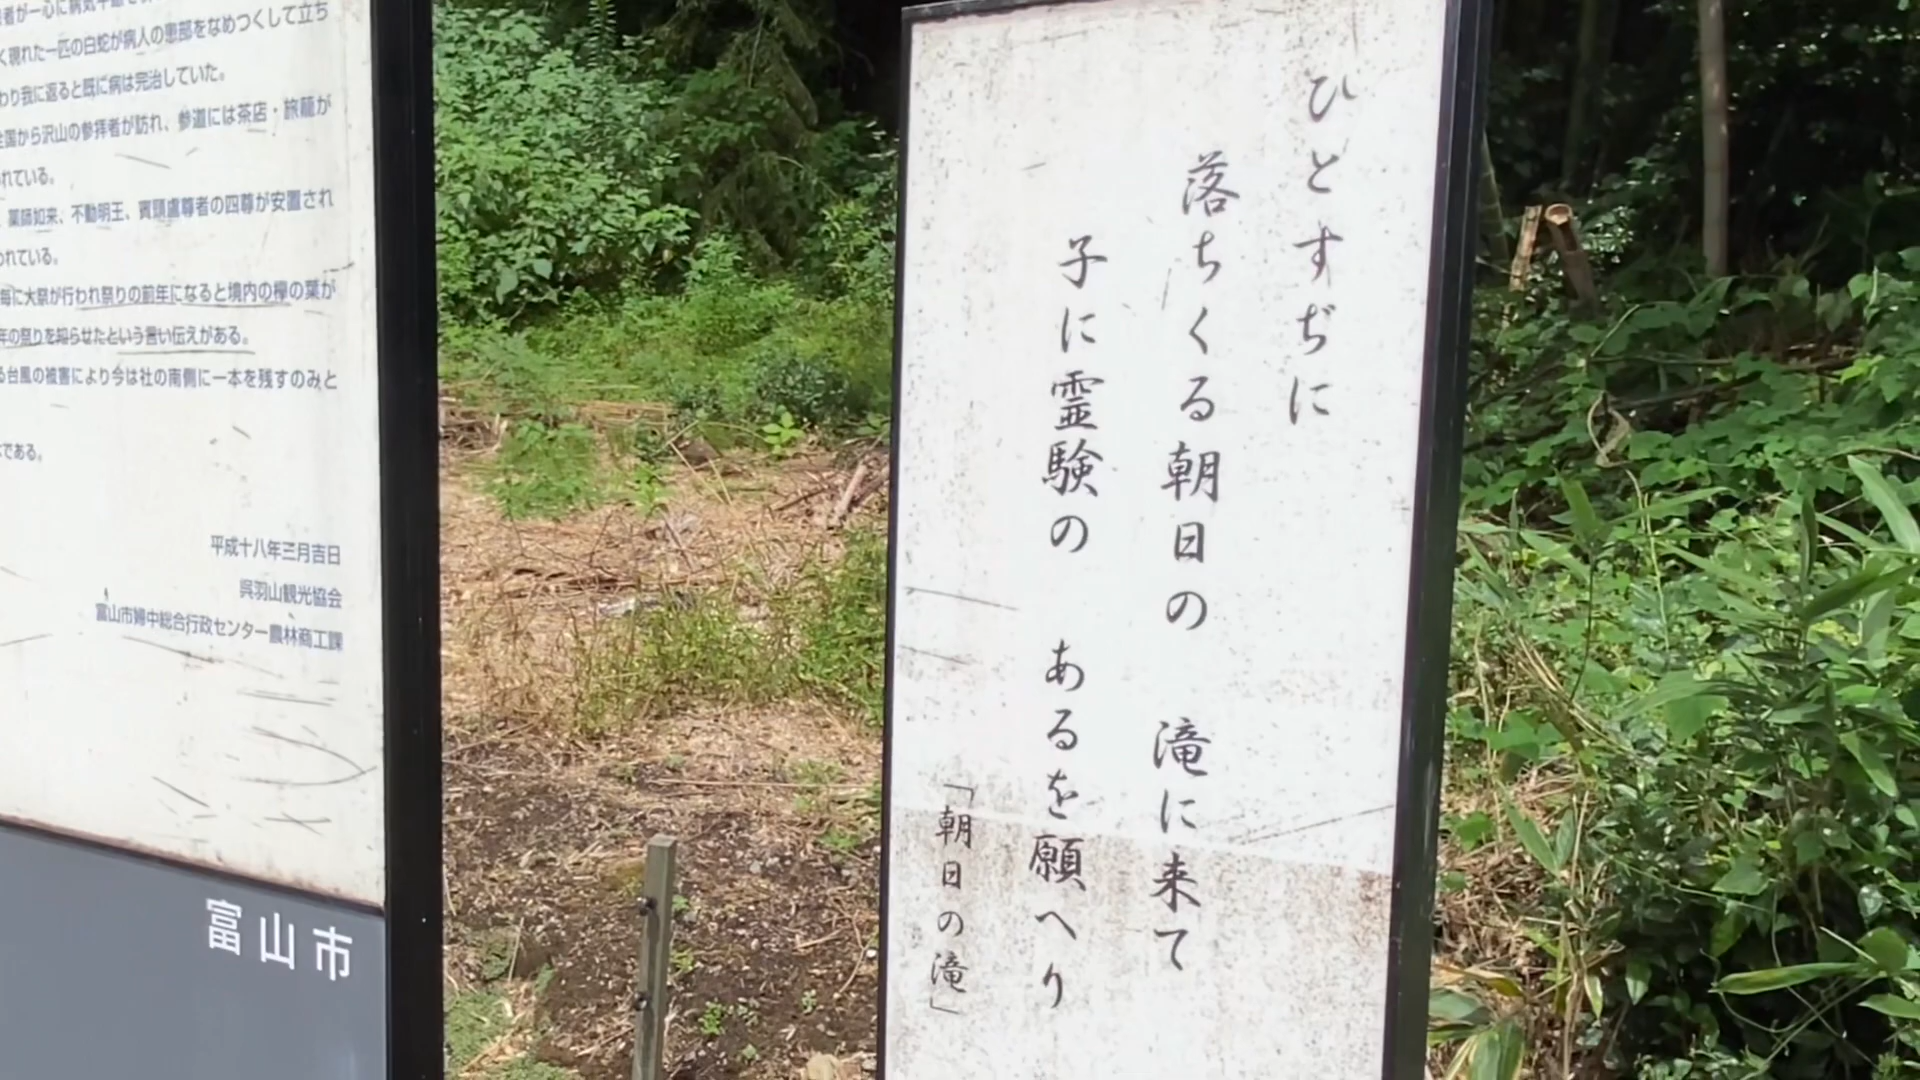 ひとすぢに
落ちくる朝日の 滝に来て
子に霊験の あるを願へり
「朝日の滝」
く現れた一匹の白蛇が病人の患部をなめつくして立ち
わり我に返ると既に病は完治していた。
全国から沢山の参拝者が訪れ、参道には茶店・旅籠が
れている。
薬師如来、不動明王、賓頭盧尊者の四尊が安置され
われている。
毎に大祭が行われ祭りの前年になると境内の欅の葉が
年の祭りを知らせたという言い伝えがある。
る台風の被害により今は社の南側に一本を残すのみと
である。
平成十八年三月吉日
呉羽山観光協会
富山市婦中総合行政センター農林商工課
富山市